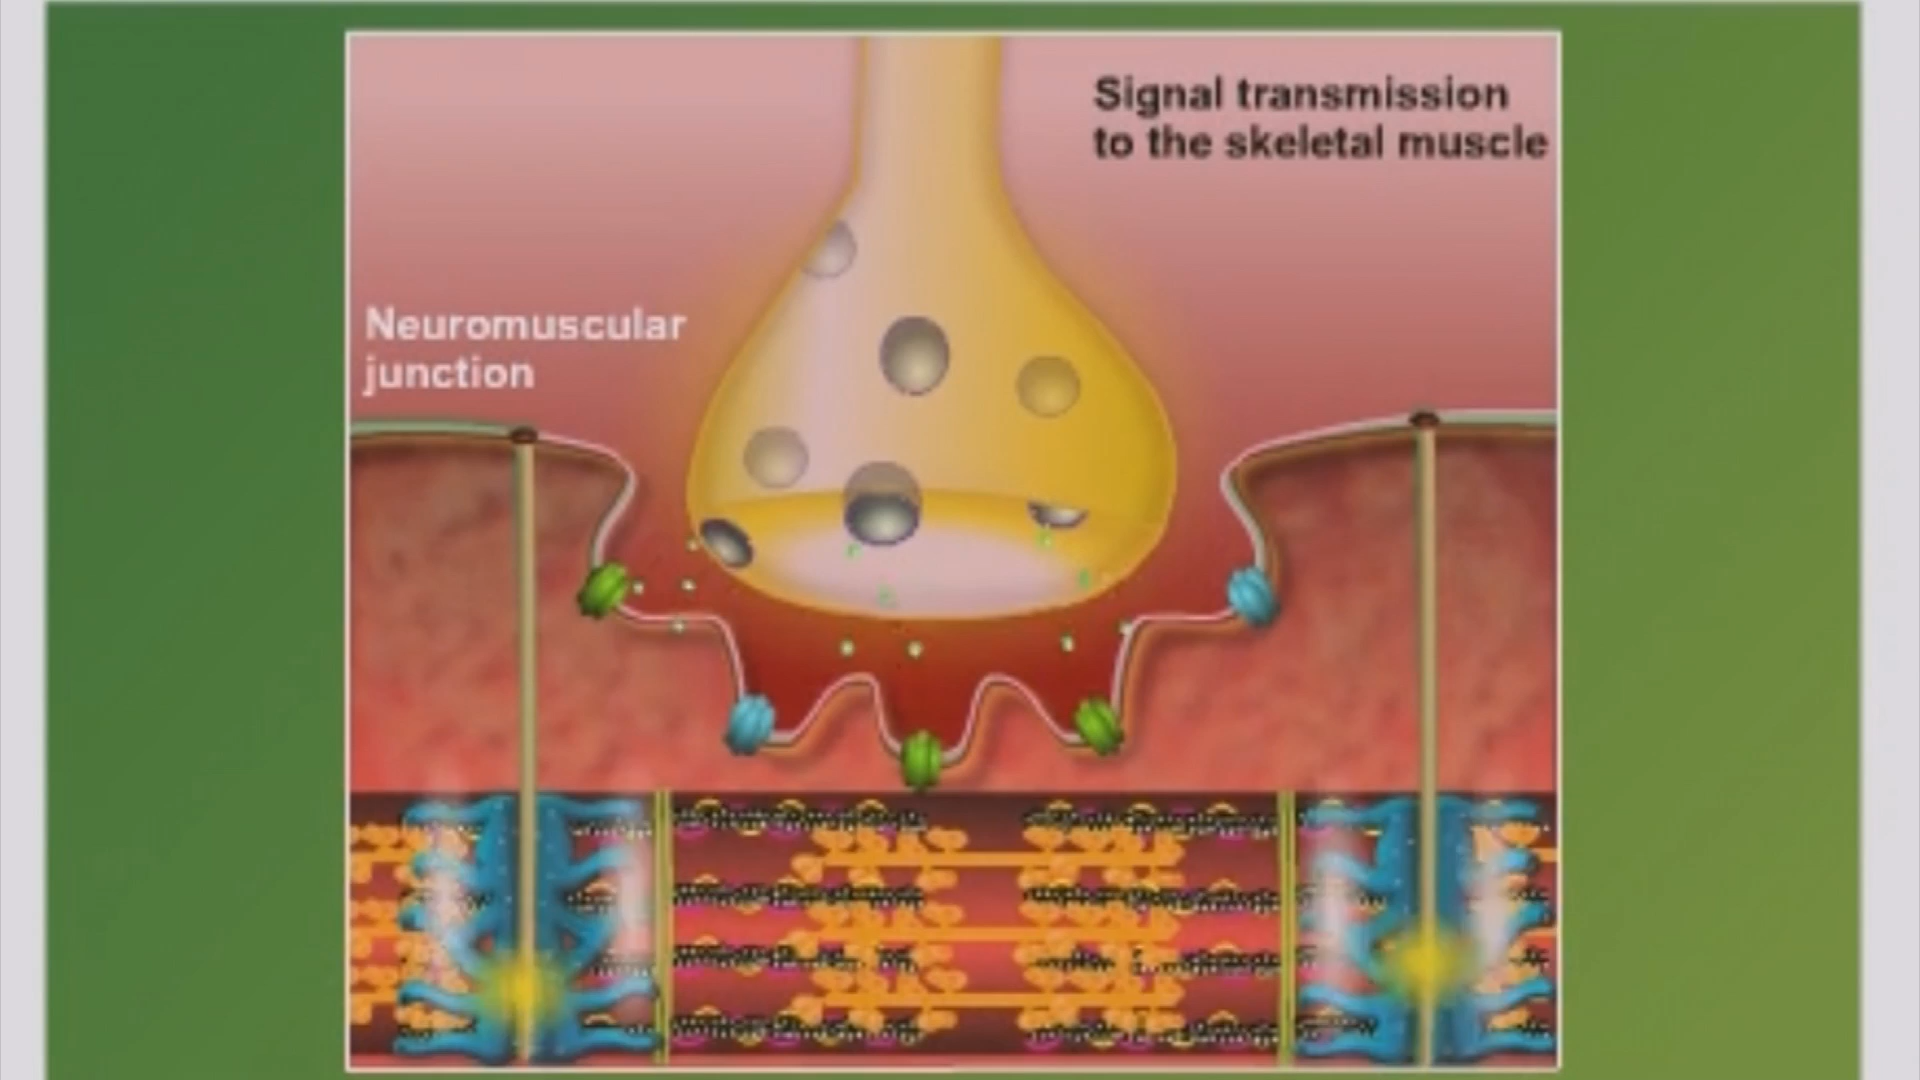 Signal transmission
to the skeletal muscle
Neuromuscular
junction